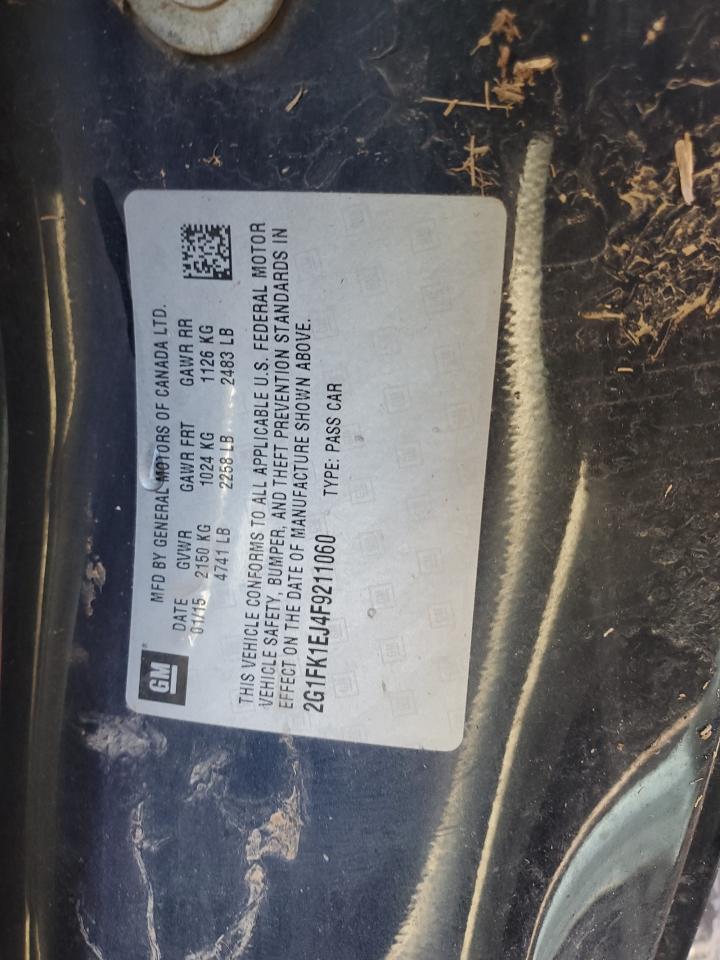 GM ®
MFD BY GENERAL MOTORS OF CANADA LTD.
DATE GVWR GAWR FRT GAWR RR
01/15 2150 KG 1024 KG 1126 KG
4741 LB 2258 LB 2483 LB
THIS VEHICLE CONFORMS TO ALL APPLICABLE U.S. FEDERAL MOTOR
VEHICLE SAFETY, BUMPER, AND THEFT PREVENTION STANDARDS IN
EFFECT ON THE DATE OF MANUFACTURE SHOWN ABOVE.
2G1FK1EJ4F9211060 TYPE: PASS CAR